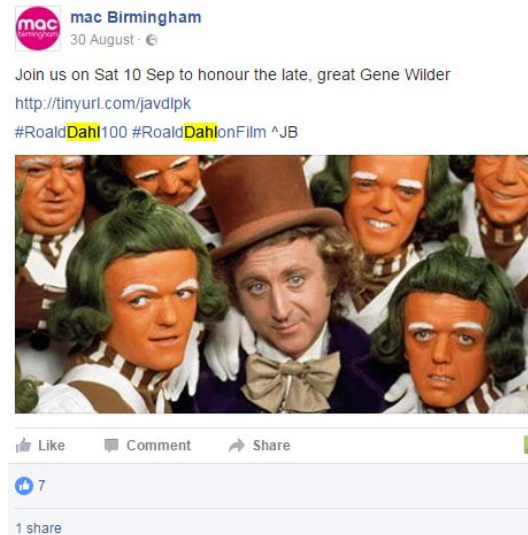 mac
birmingham
mac Birmingham
30 August ·
Join us on Sat 10 Sep to honour the late, great Gene Wilder
http://tinyurl.com/javdlpk
#RoaldDahl100 #RoaldDahlonFilm ^JB
Like Comment Share
7
1 share